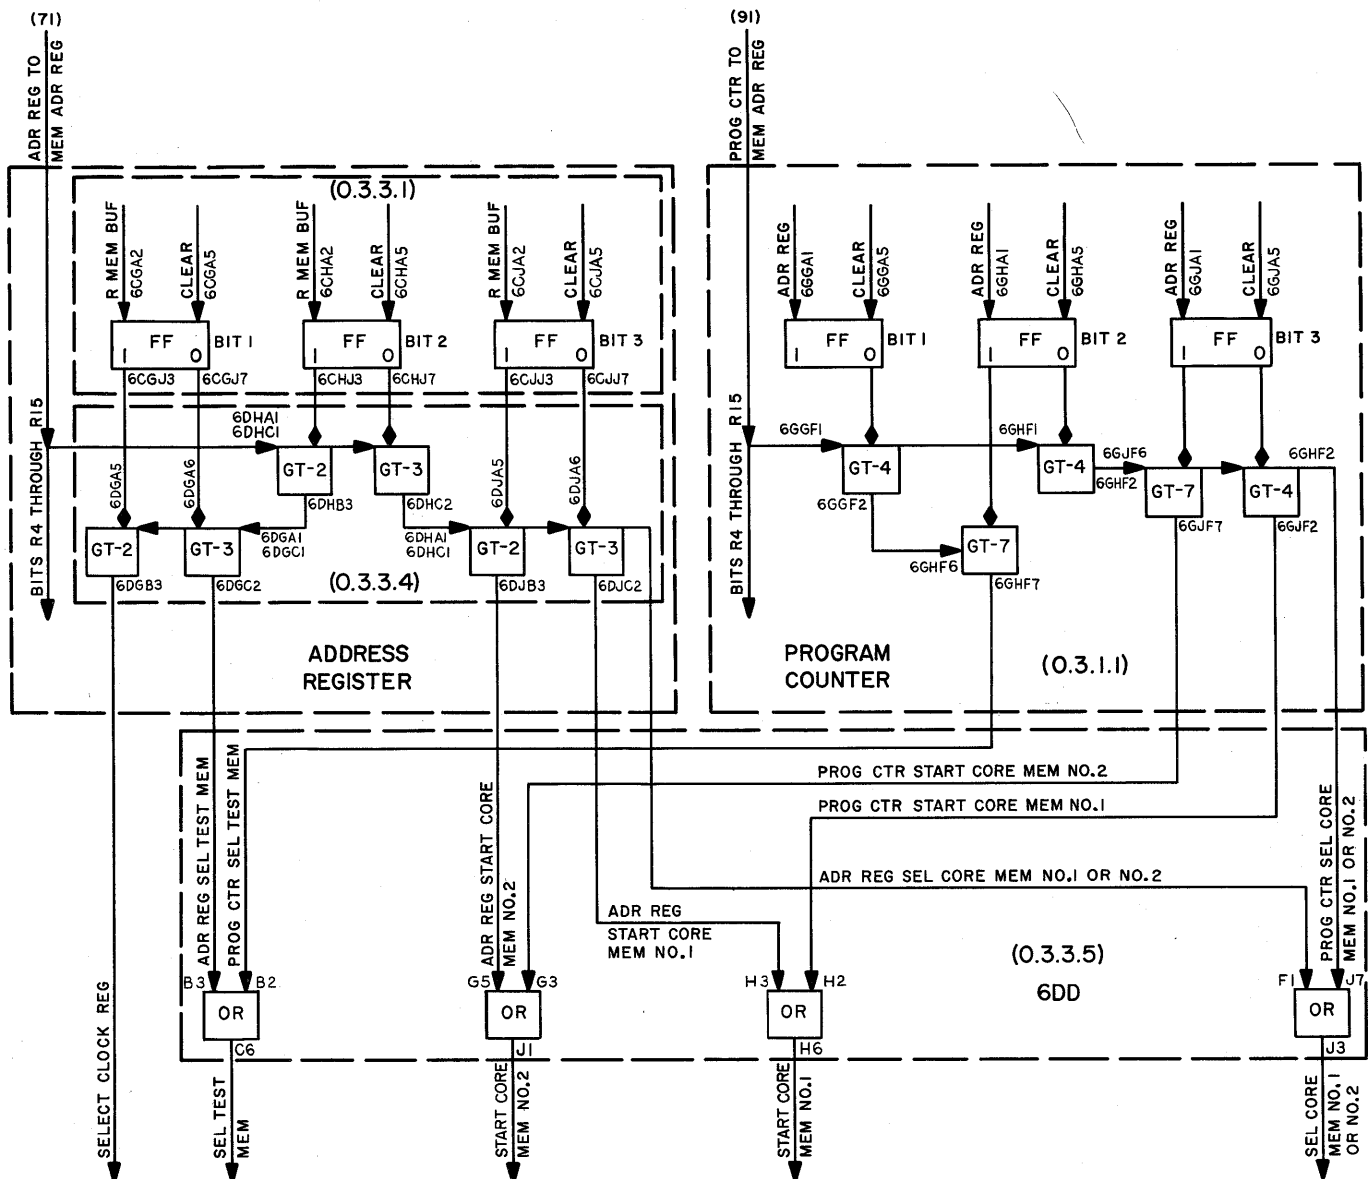 (71)
ADR REG TO
MEM ADR REG
(91)
PROG CTR TO
MEM ADR REG
(0.3.3.1)
R MEM BUF
6CGA2
CLEAR
6CGA5
R MEM BUF
6CHA2
CLEAR
6CHA5
R MEM BUF
6CJA2
CLEAR
6CJA5
ADR REG
6GGA1
CLEAR
6GGA5
ADR REG
6GHA1
CLEAR
6GHA5
ADR REG
6GJA1
CLEAR
6GJA5
FF
1 0
BIT 1
FF
1 0
BIT 2
FF
1 0
BIT 3
FF
1 0
BIT 1
FF
1 0
BIT 2
FF
1 0
BIT 3
6CGJ3
6CGJ7
6CHJ3
6CHJ7
6CJJ3
6CJJ7
BITS R4 THROUGH R15
6DHA1
6DHC1
GT-2
GT-3
6DHB3
6DHC2
6DGA5
6DGA6
6DJA5
6DJA6
6DGA1
6DGC1
6DHA1
6DHC1
GT-2
GT-3
GT-2
GT-3
6DGB3
6DGC2
(0.3.3.4)
6DJB3
6DJC2
ADDRESS
REGISTER
BITS R4 THROUGH R15
6GGF1
GT-4
6GGF2
6GHF1
GT-4
6GJF6
6GHF2
GT-7
6GJF7
GT-4
6GHF2
6GJF2
6GHF6
GT-7
6GHF7
PROGRAM
COUNTER
(0.3.1.1)
ADR REG SEL TEST MEM
PROG CTR SEL TEST MEM
ADR REG START CORE
MEM NO.2
PROG CTR START CORE MEM NO.2
PROG CTR START CORE MEM NO.1
ADR REG SEL CORE MEM NO.1 OR NO.2
ADR REG
START CORE
MEM NO.1
PROG CTR SEL CORE
MEM NO.1 OR NO.2
(0.3.3.5)
6DD
B3
B2
OR
C6
G5
G3
OR
J1
H3
H2
OR
H6
F1
J7
OR
J3
SELECT CLOCK REG
SEL TEST
MEM
START CORE
MEM NO.2
START CORE
MEM NO.1
SEL CORE
MEM NO.1
OR NO.2